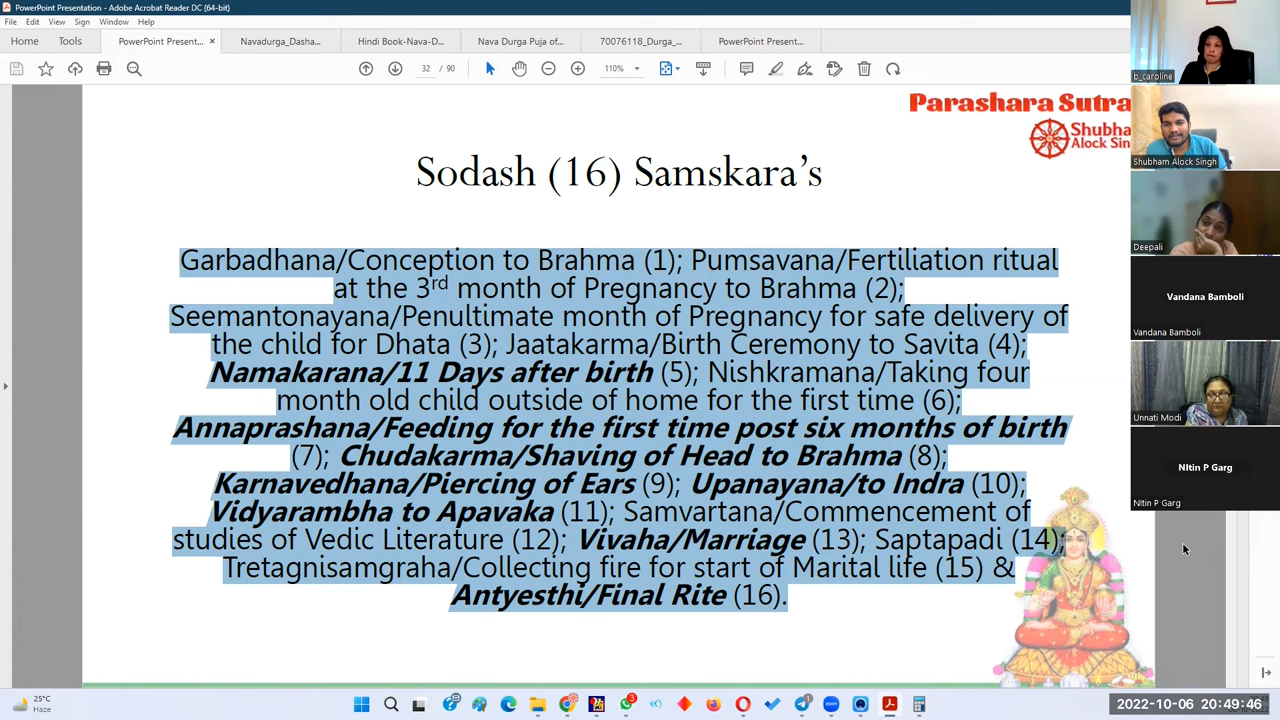 PowerPoint Presentation - Adobe Acrobat Reader DC (64-bit)
File Edit View Sign Window Help
Home Tools PowerPoint Present... × Navadurga_Dasha... Hindi Book-Nava-D... Nava Durga Puja of... 70076118_Durga_... PowerPoint Present...
32 / 90 110%
Parashara Sutra
Shubha
Alock Sin
Sodash (16) Samskara’s
Garbadhana/Conception to Brahma (1); Pumsavana/Fertiliation ritual
at the 3rd month of Pregnancy to Brahma (2);
Seemantonayana/Penultimate month of Pregnancy for safe delivery of
the child for Dhata (3); Jaatakarma/Birth Ceremony to Savita (4);
Namakarana/11 Days after birth (5); Nishkramana/Taking four
month old child outside of home for the first time (6);
Annaprashana/Feeding for the first time post six months of birth
(7); Chudakarma/Shaving of Head to Brahma (8);
Karnavedhana/Piercing of Ears (9); Upanayana/to Indra (10);
Vidyarambha to Apavaka (11); Samvartana/Commencement of
studies of Vedic Literature (12); Vivaha/Marriage (13); Saptapadi (14);
Tretagnisamgraha/Collecting fire for start of Marital life (15) &
Antyesthi/Final Rite (16).
b_caroline
Shubham Alock Singh
Deepali
Vandana Bamboli
Vandana Bamboli
Unnati Modi
NItin P Garg
NItin P Garg
25°C
Haze
2022-10-06 20:49:46